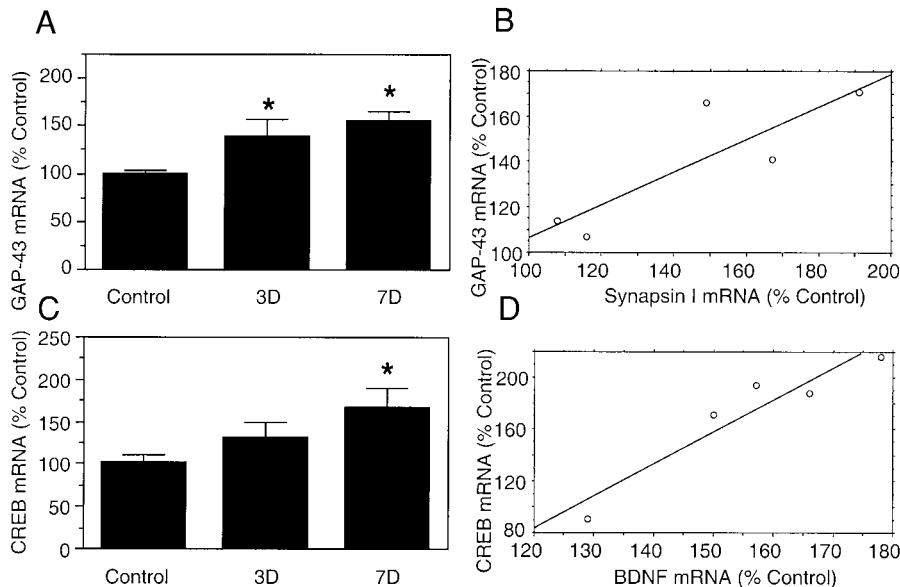 A
GAP-43 mRNA (% Control)
200
150
100
50
0
*
*
Control 3D 7D
B
GAP-43 mRNA (% Control)
180
160
140
120
100
100 120 140 160 180 200
Synapsin I mRNA (% Control)
C
CREB mRNA (% Control)
250
200
150
100
50
0
*
Control 3D 7D
D
CREB mRNA (% Control)
200
160
120
80
120 130 140 150 160 170 180
BDNF mRNA (% Control)